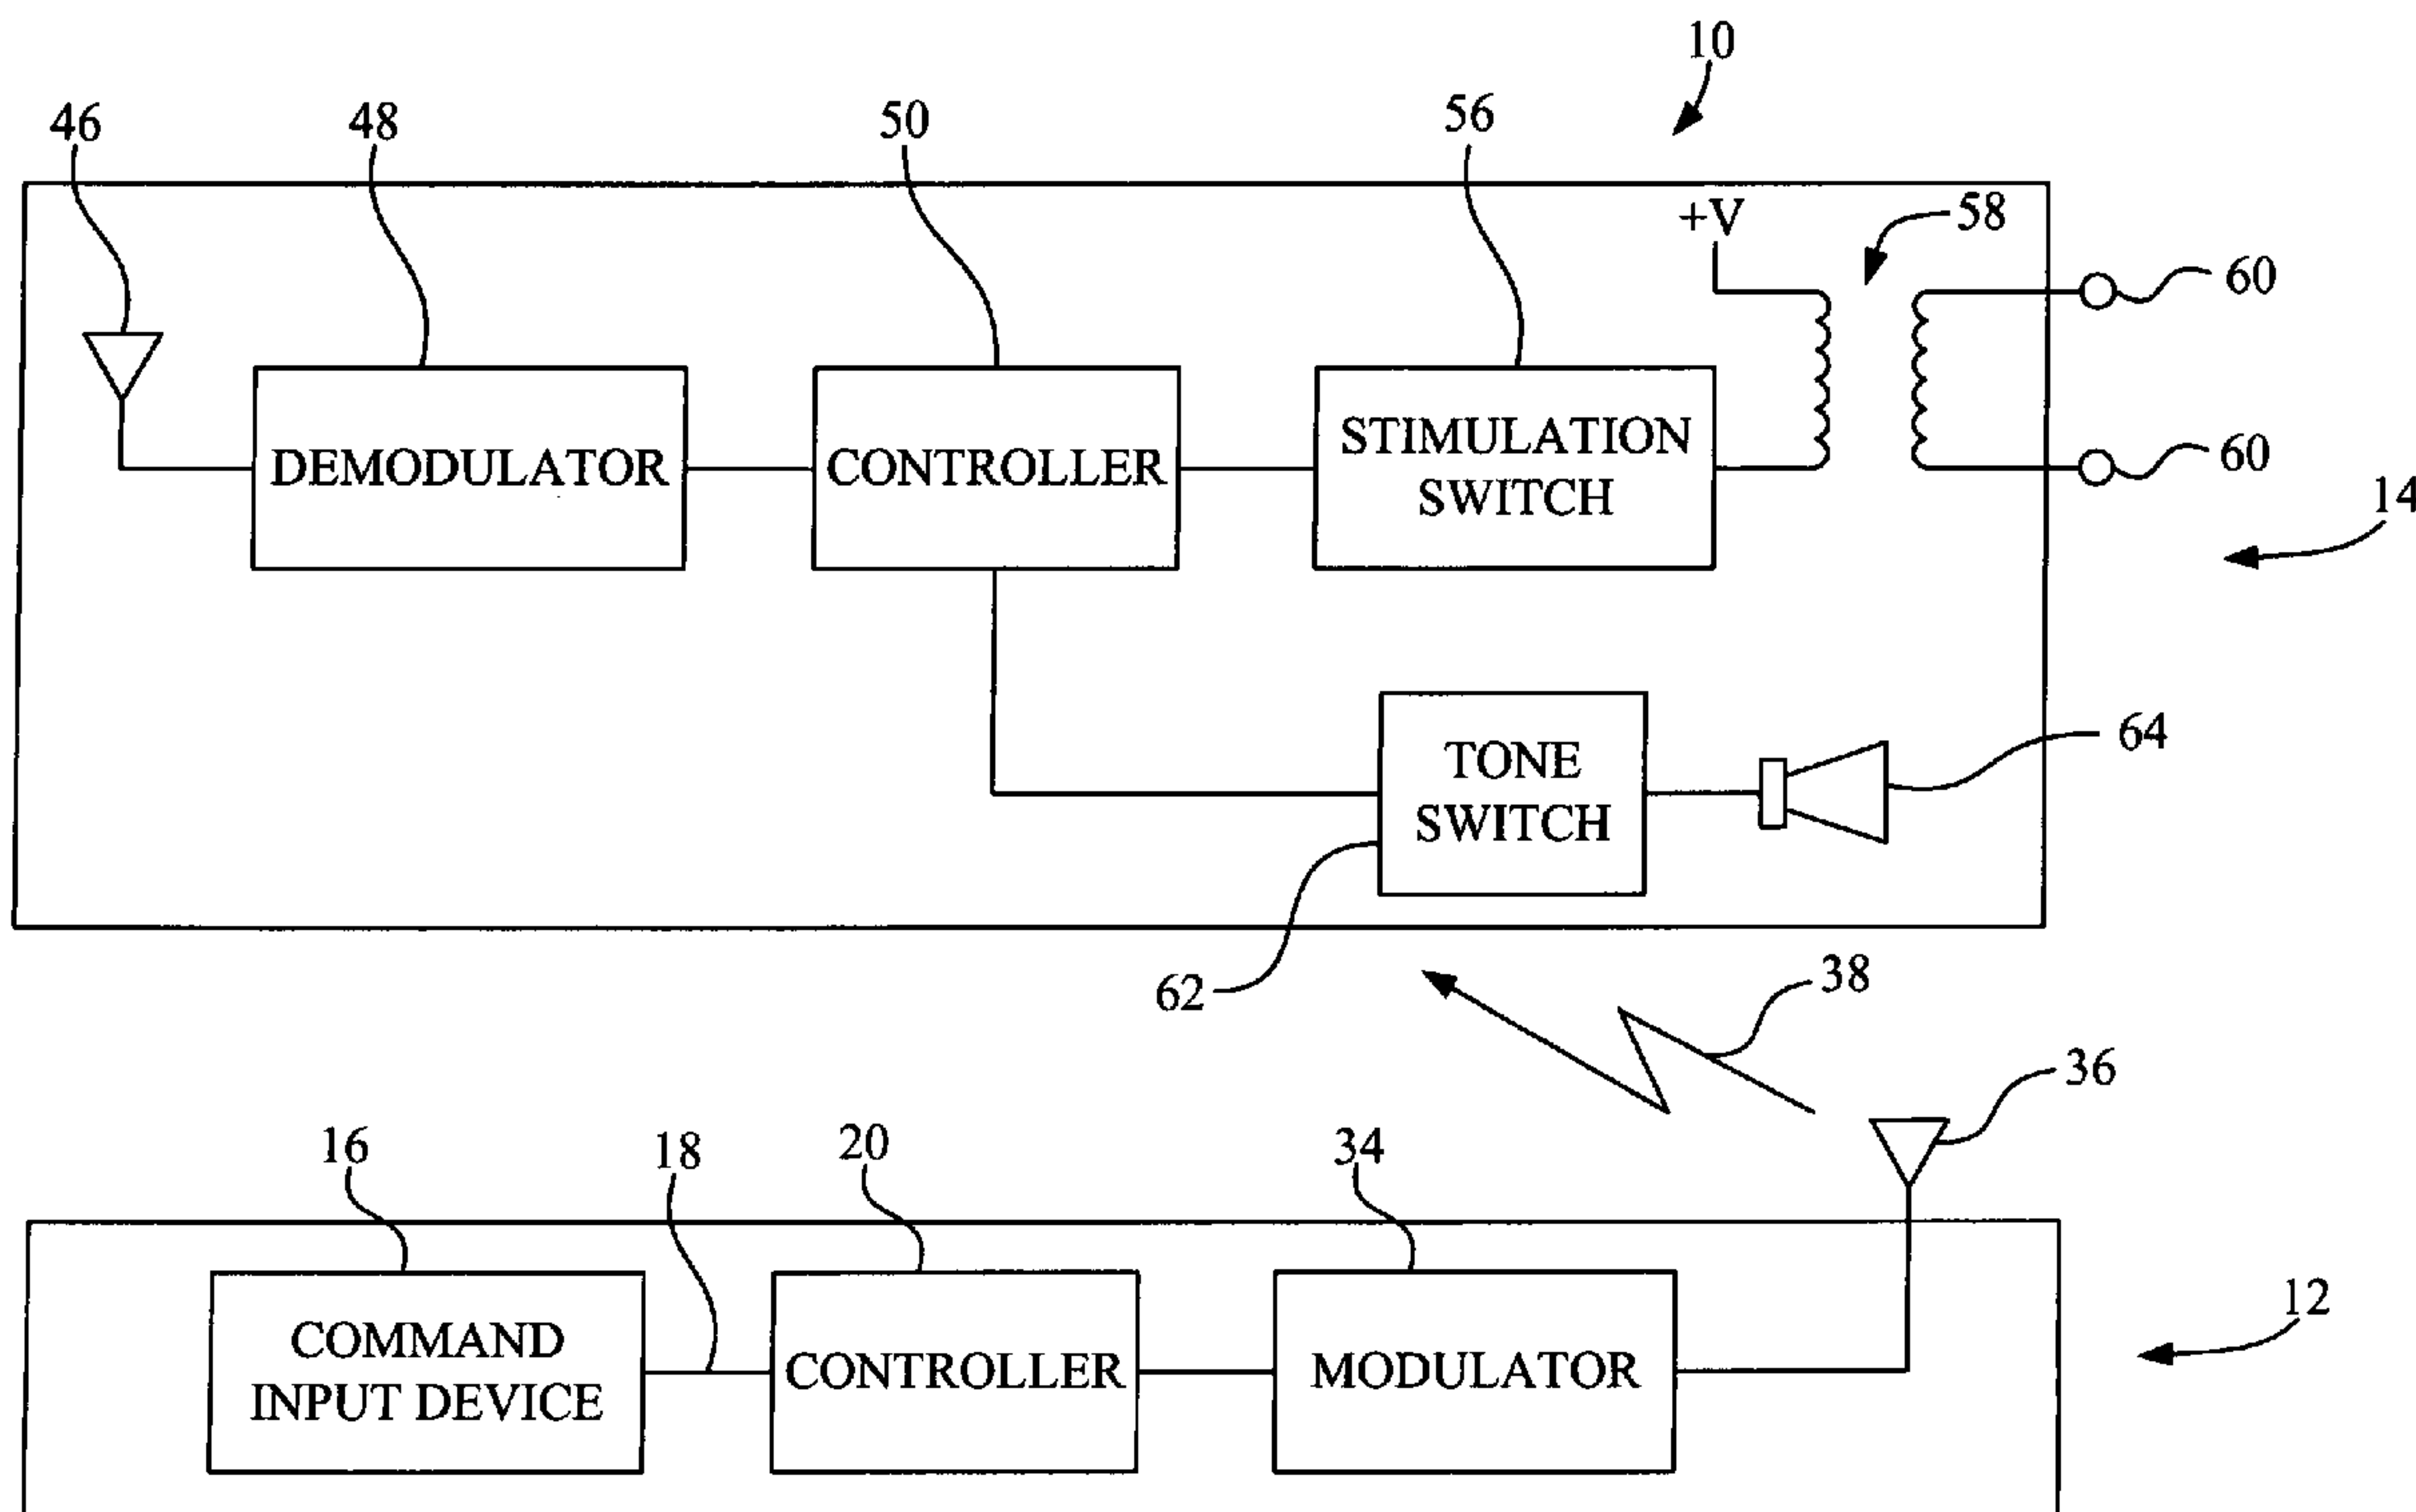 10
46
48
50
56
+V
58
60
DEMODULATOR
CONTROLLER
STIMULATION
SWITCH
60
14
TONE
SWITCH
64
62
38
36
16
18
20
34
12
COMMAND
INPUT DEVICE
CONTROLLER
MODULATOR